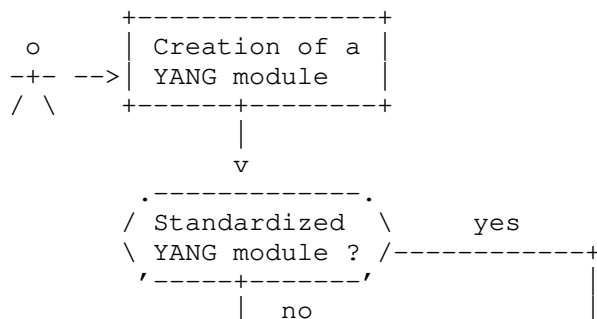 Creation of a
YANG module
Standardized
yes
YANG module ?
no